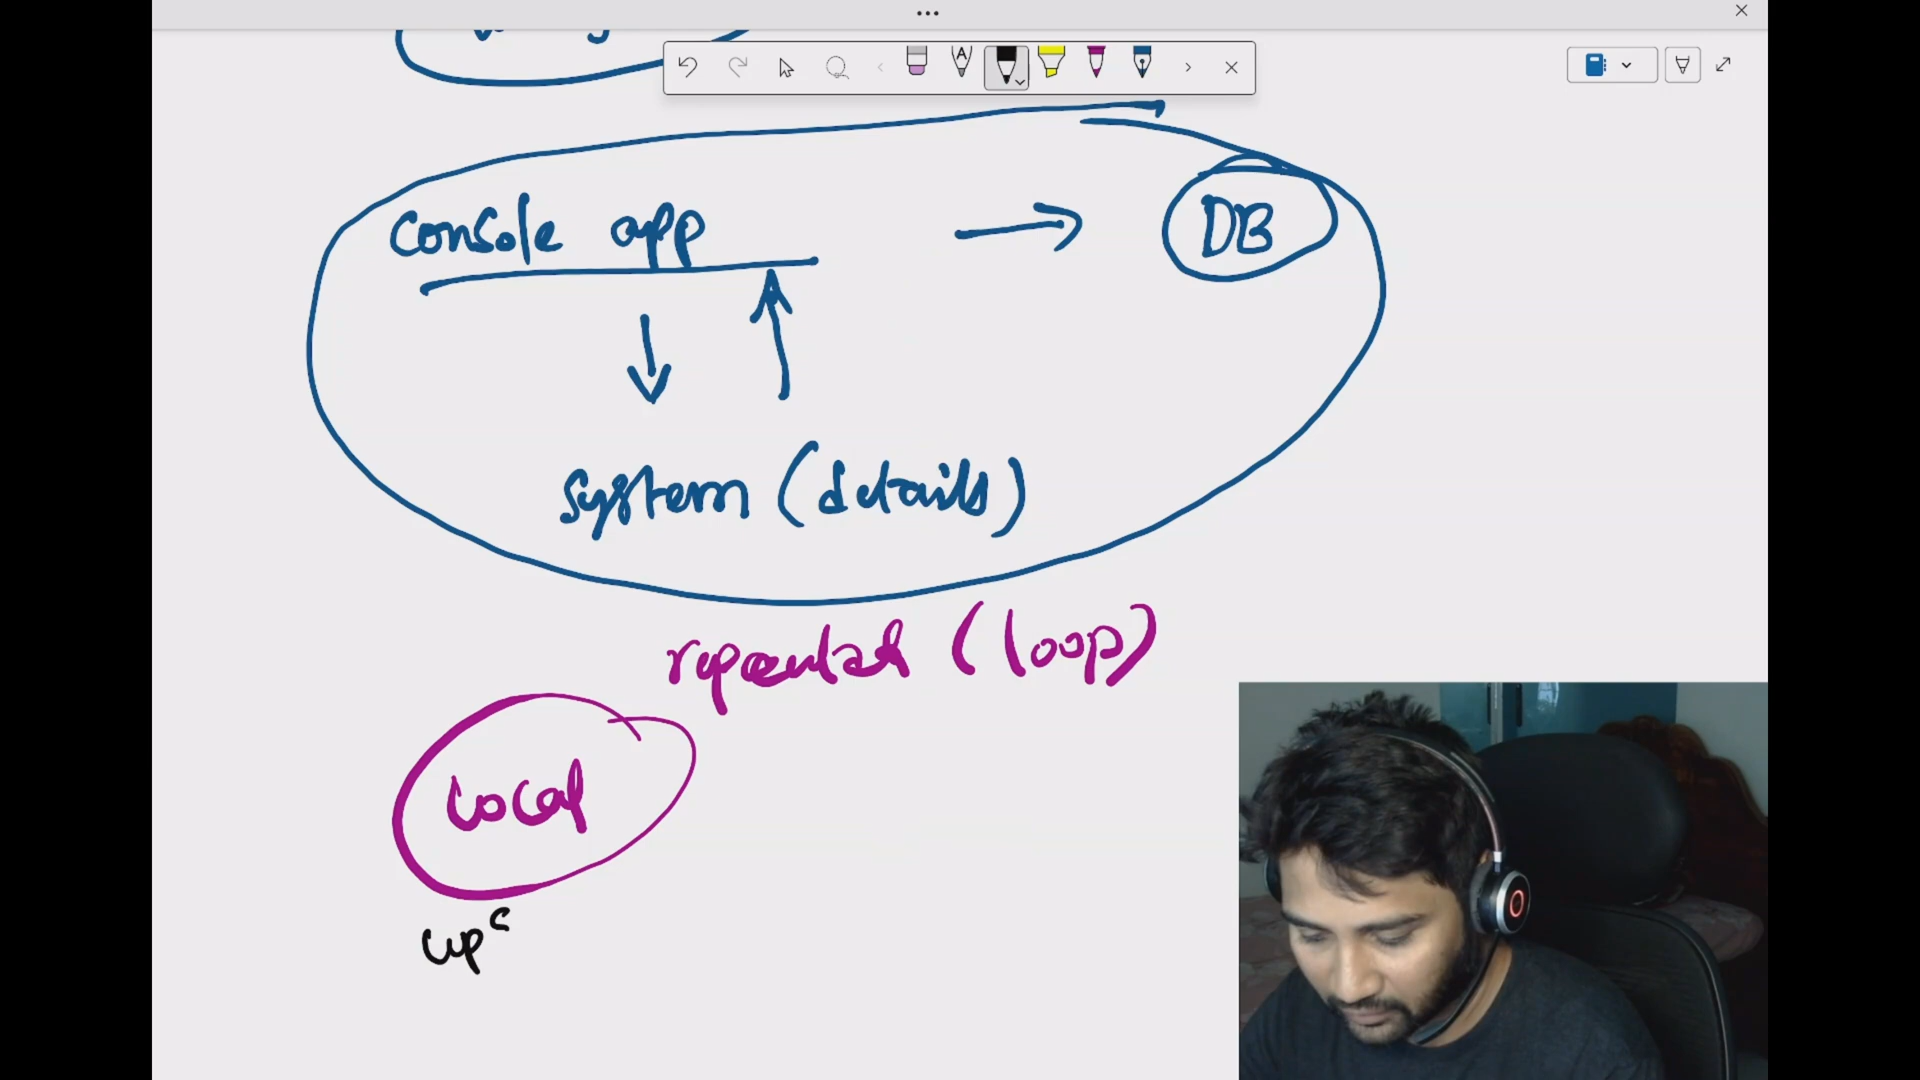 console app → DB
system (details)
repeated (loop)
local
up